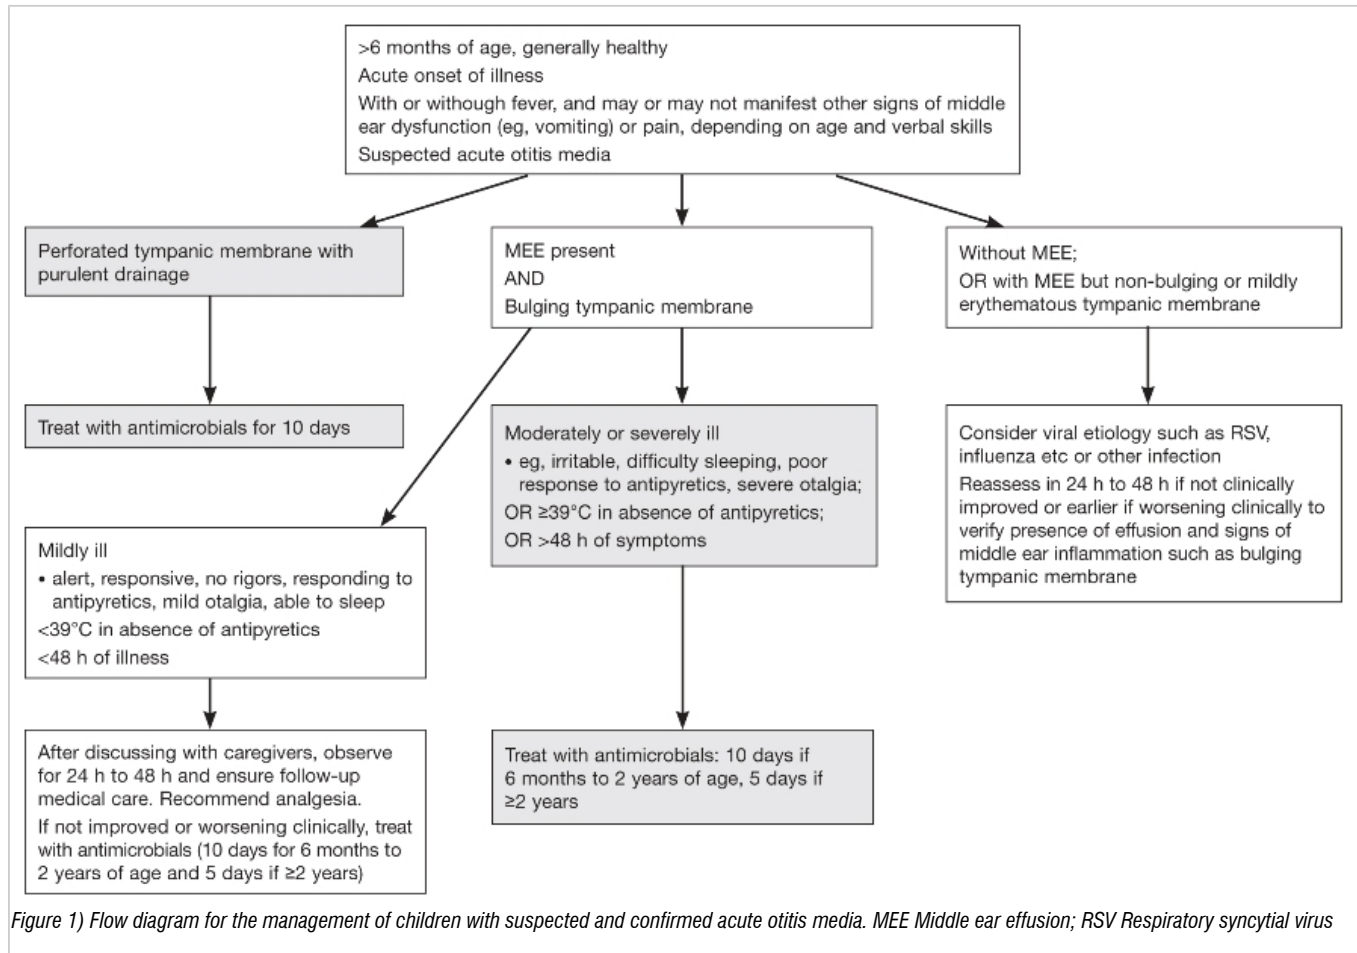 >6 months of age, generally healthy
Acute onset of illness
With or withough fever, and may or may not manifest other signs of middle
ear dysfunction (eg, vomiting) or pain, depending on age and verbal skills
Suspected acute otitis media
Perforated tympanic membrane with
purulent drainage
MEE present
AND
Bulging tympanic membrane
Without MEE;
OR with MEE but non-bulging or mildly
erythematous tympanic membrane
Treat with antimicrobials for 10 days
Moderately or severely ill
• eg, irritable, difficulty sleeping, poor
response to antipyretics, severe otalgia;
OR ≥39°C in absence of antipyretics;
OR >48 h of symptoms
Consider viral etiology such as RSV,
influenza etc or other infection
Reassess in 24 h to 48 h if not clinically
improved or earlier if worsening clinically to
verify presence of effusion and signs of
middle ear inflammation such as bulging
tympanic membrane
Mildly ill
• alert, responsive, no rigors, responding to
antipyretics, mild otalgia, able to sleep
<39°C in absence of antipyretics
<48 h of illness
After discussing with caregivers, observe
for 24 h to 48 h and ensure follow-up
medical care. Recommend analgesia.
If not improved or worsening clinically, treat
with antimicrobials (10 days for 6 months to
2 years of age and 5 days if ≥2 years)
Treat with antimicrobials: 10 days if
6 months to 2 years of age, 5 days if
≥2 years
Figure 1) Flow diagram for the management of children with suspected and confirmed acute otitis media. MEE Middle ear effusion; RSV Respiratory syncytial virus